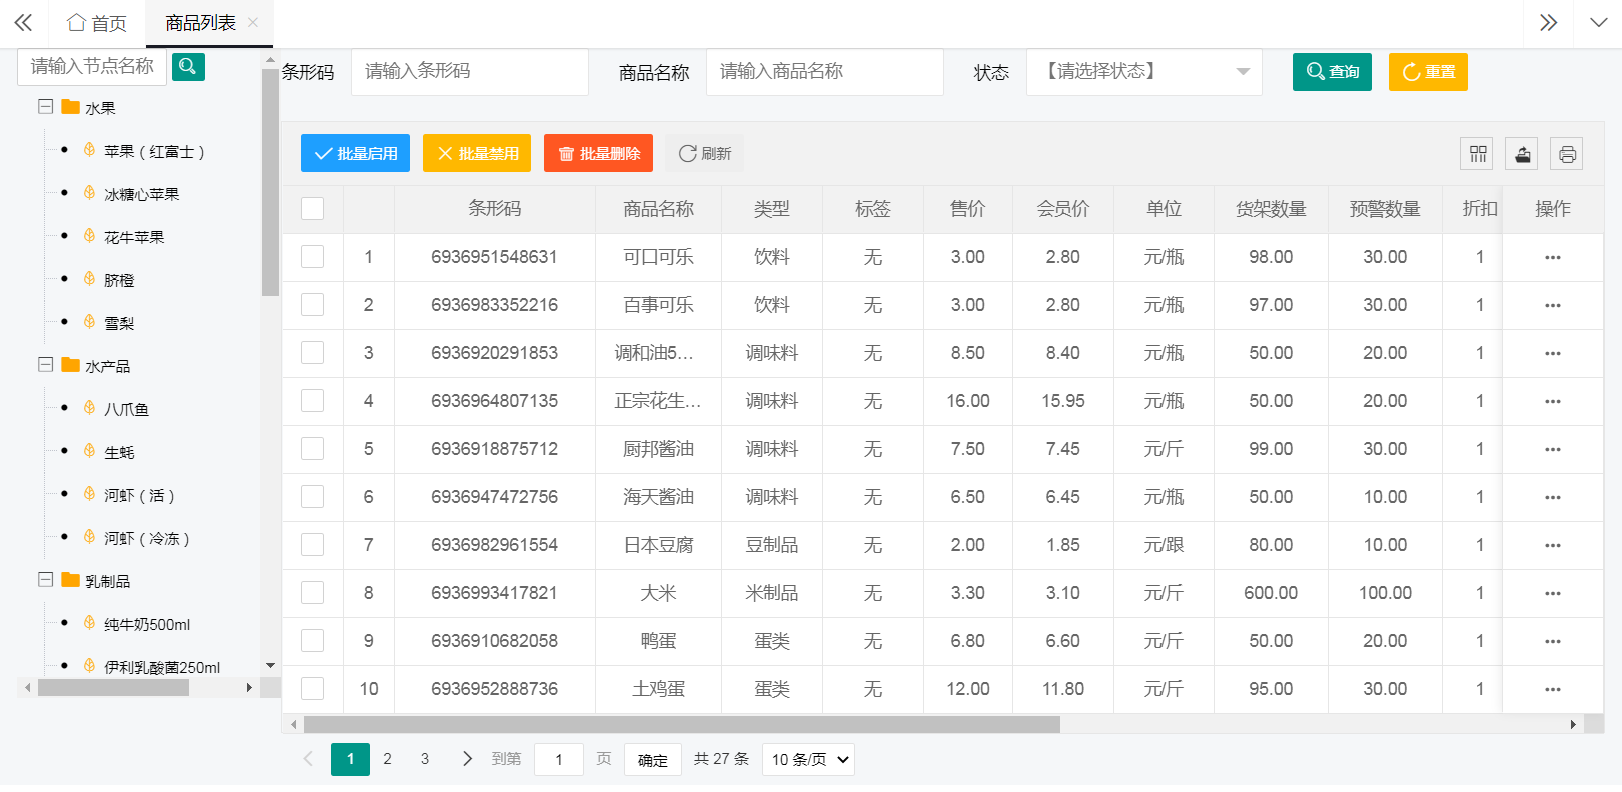 首页 商品列表
请输入节点名称
水果
苹果（红富士）
冰糖心苹果
花牛苹果
脐橙
雪梨
水产品
八爪鱼
生蚝
河虾（活）
河虾（冷冻）
乳制品
纯牛奶500ml
伊利乳酸菌250ml
条形码 请输入条形码 商品名称 请输入商品名称 状态 【请选择状态】 查询 重置
批量启用 批量禁用 批量删除 刷新
条形码 商品名称 类型 标签 售价 会员价 单位 货架数量 预警数量 折扣 操作
1 6936951548631 可口可乐 饮料 无 3.00 2.80 元/瓶 98.00 30.00 1
2 6936983352216 百事可乐 饮料 无 3.00 2.80 元/瓶 97.00 30.00 1
3 6936920291853 调和油5... 调味料 无 8.50 8.40 元/瓶 50.00 20.00 1
4 6936964807135 正宗花生... 调味料 无 16.00 15.95 元/瓶 50.00 20.00 1
5 6936918875712 厨邦酱油 调味料 无 7.50 7.45 元/斤 99.00 30.00 1
6 6936947472756 海天酱油 调味料 无 6.50 6.45 元/瓶 50.00 10.00 1
7 6936982961554 日本豆腐 豆制品 无 2.00 1.85 元/跟 80.00 10.00 1
8 6936993417821 大米 米制品 无 3.30 3.10 元/斤 600.00 100.00 1
9 6936910682058 鸭蛋 蛋类 无 6.80 6.60 元/斤 50.00 20.00 1
10 6936952888736 土鸡蛋 蛋类 无 12.00 11.80 元/斤 95.00 30.00 1
1 2 3 到第 1 页 确定 共 27 条 10 条/页